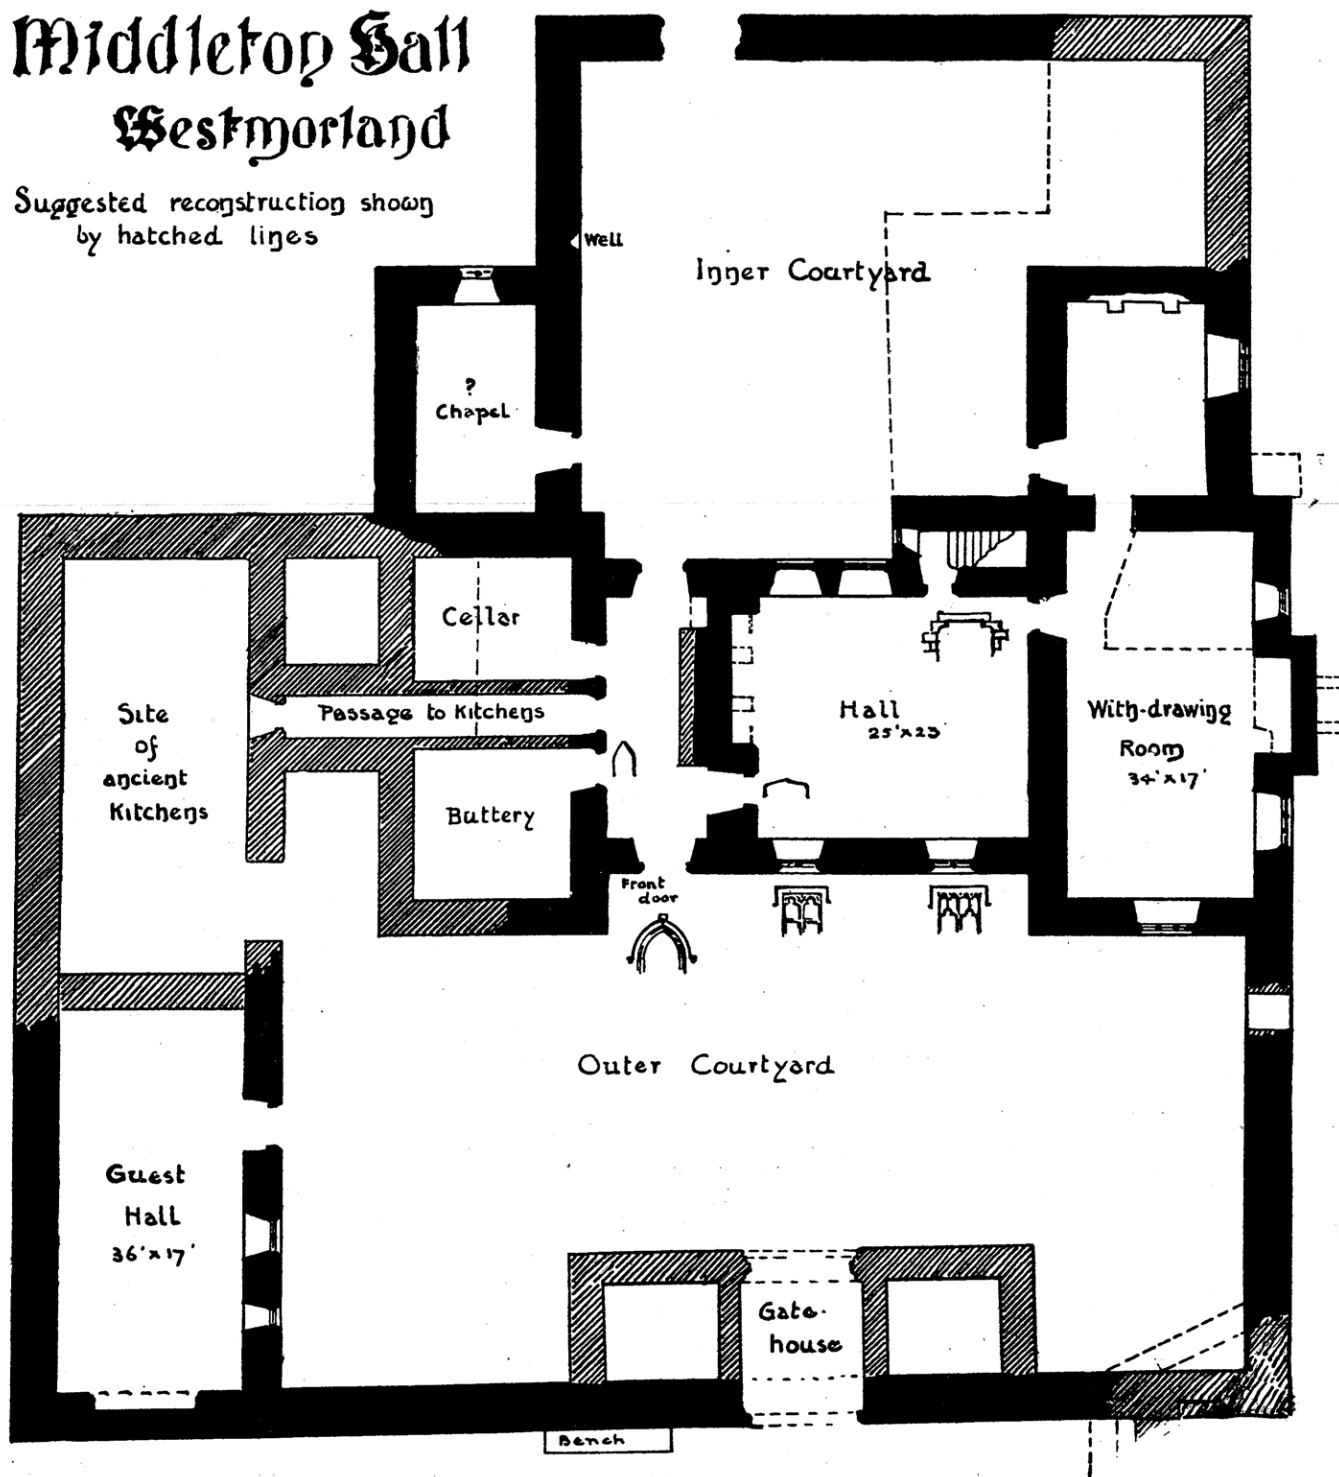 Middleton Hall
Westmorland
Suggested reconstruction shown
by hatched lines
Well
Inner Courtyard
?
Chapel
Cellar
Passage to Kitchens
Site
of
ancient
Kitchens
Hall
25'x23'
With-drawing
Room
34'x17'
Buttery
Front
door
Outer Courtyard
Guest
Hall
36'x17'
Gate-
house
Bench